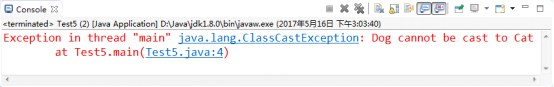 Console
<terminated> Test5 (2) [Java Application] D:\Java\jdk1.8.0\bin\javaw.exe (2017年5月16日 下午3:03:40)
Exception in thread "main" java.lang.ClassCastException: Dog cannot be cast to Cat
at Test5.main(Test5.java:4)